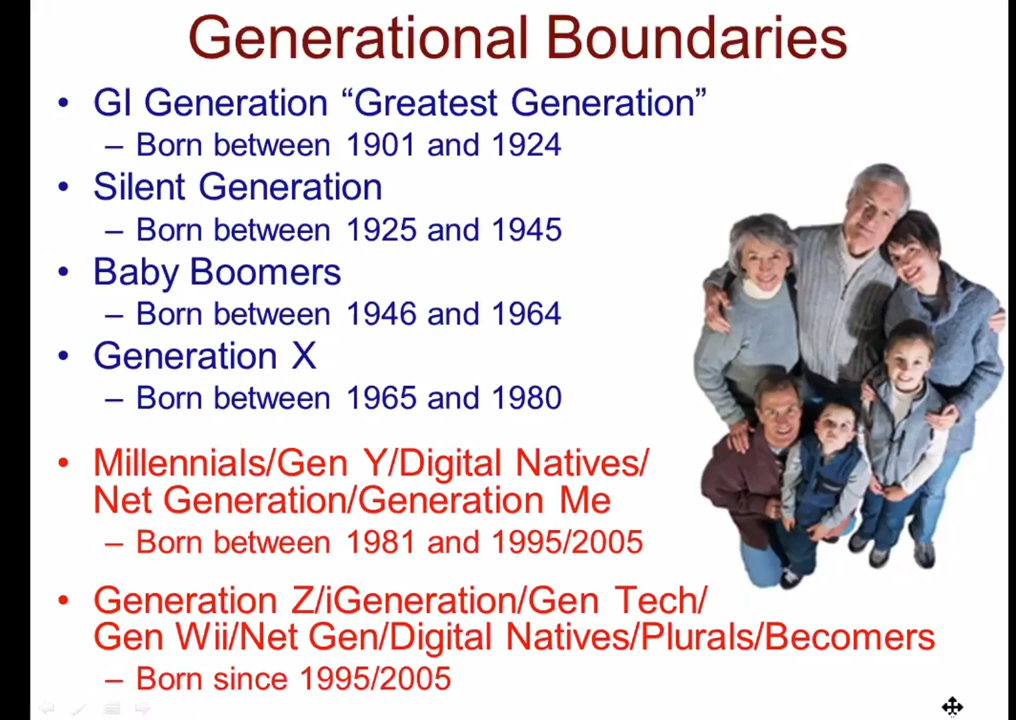 Generational Boundaries
• GI Generation “Greatest Generation”
– Born between 1901 and 1924
• Silent Generation
– Born between 1925 and 1945
• Baby Boomers
– Born between 1946 and 1964
• Generation X
– Born between 1965 and 1980
• Millennials/Gen Y/Digital Natives/
Net Generation/Generation Me
– Born between 1981 and 1995/2005
• Generation Z/iGeneration/Gen Tech/
Gen Wii/Net Gen/Digital Natives/Plurals/Becomers
– Born since 1995/2005